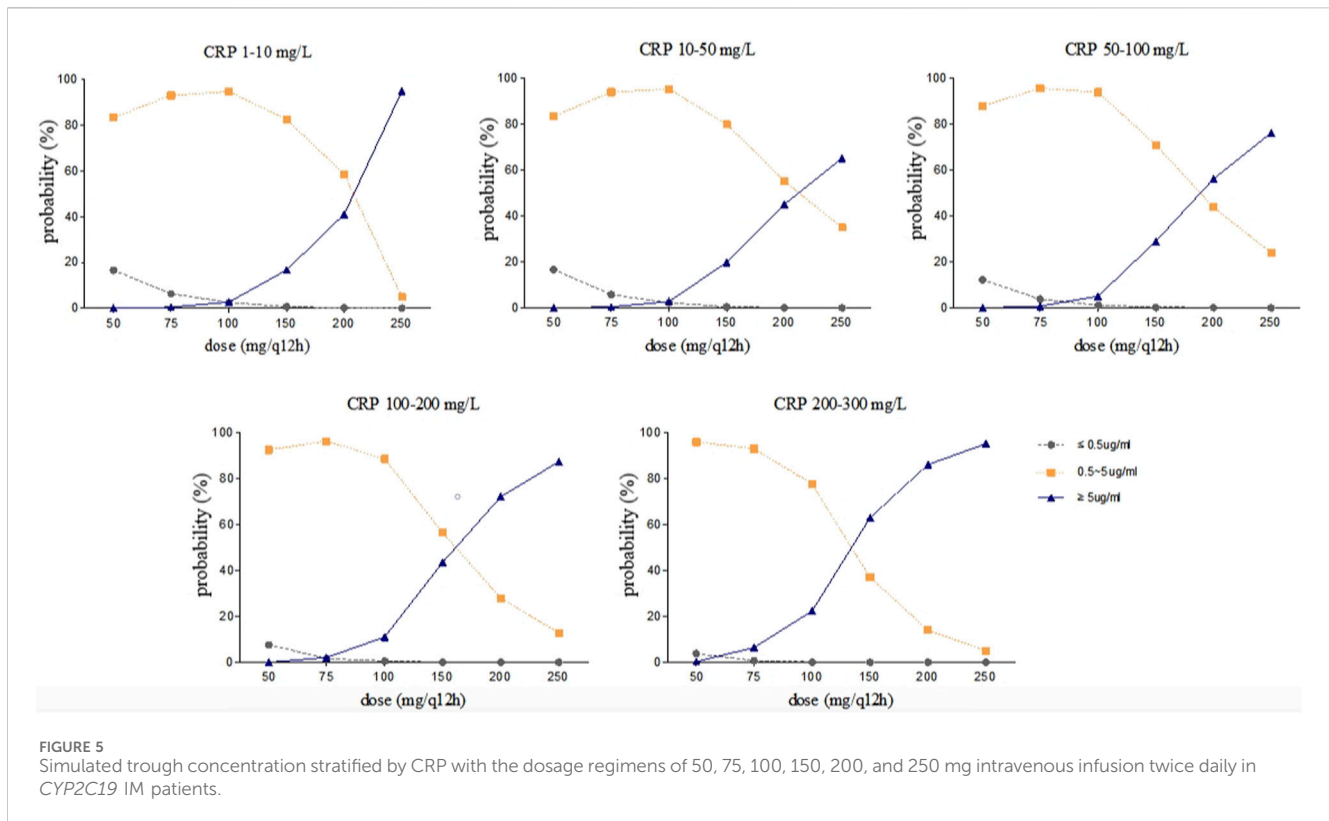 CRP 1-10 mg/L
probability (%)
100
80
60
40
20
0
50 75 100 150 200 250
dose (mg/q12h)
CRP 10-50 mg/L
probability (%)
100
80
60
40
20
0
50 75 100 150 200 250
dose (mg/q12h)
CRP 50-100 mg/L
probability (%)
100
80
60
40
20
0
50 75 100 150 200 250
dose (mg/q12h)
CRP 100-200 mg/L
probability (%)
100
80
60
40
20
0
50 75 100 150 200 250
dose (mg/q12h)
CRP 200-300 mg/L
probability (%)
100
80
60
40
20
0
50 75 100 150 200 250
dose (mg/q12h)
≤ 0.5ug/ml
0.5~5ug/ml
≥ 5ug/ml
FIGURE 5
Simulated trough concentration stratified by CRP with the dosage regimens of 50, 75, 100, 150, 200, and 250 mg intravenous infusion twice daily in
CYP2C19 IM patients.